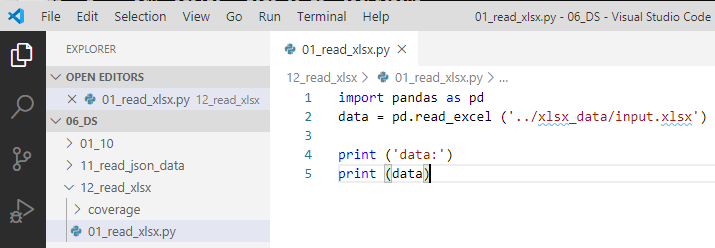 File Edit Selection View Go Run Terminal Help 01_read_xlsx.py - 06_DS - Visual Studio Code
EXPLORER
OPEN EDITORS
01_read_xlsx.py 12_read_xlsx
06_DS
01_10
11_read_json_data
12_read_xlsx
coverage
01_read_xlsx.py
01_read_xlsx.py
12_read_xlsx > 01_read_xlsx.py > ...
1 import pandas as pd
2 data = pd.read_excel ('../xlsx_data/input.xlsx')
3
4 print ('data:')
5 print (data)